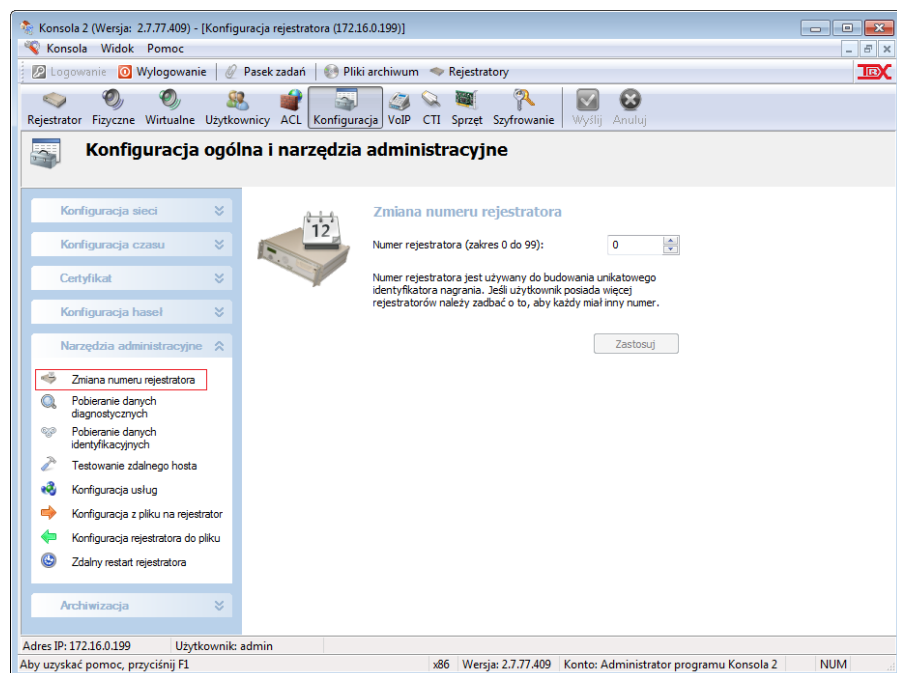 Konsola 2 (Wersja: 2.7.77.409) - [Konfiguracja rejestratora (172.16.0.199)]
Konsola Widok Pomoc
Logowanie Wylogowanie Pasek zadań Pliki archiwum Rejestratory TRX
Rejestrator Fizyczne Wirtualne Użytkownicy ACL Konfiguracja VoIP CTI Sprzęt Szyfrowanie Wyślij Anuluj
Konfiguracja ogólna i narzędzia administracyjne
Konfiguracja sieci
Konfiguracja czasu
Certyfikat
Konfiguracja haseł
Narzędzia administracyjne
Zmiana numeru rejestratora
Pobieranie danych
diagnostycznych
Pobieranie danych
identyfikacyjnych
Testowanie zdalnego hosta
Konfiguracja usług
Konfiguracja z pliku na rejestrator
Konfiguracja rejestratora do pliku
Zdalny restart rejestratora
Archiwizacja
12
Zmiana numeru rejestratora
Numer rejestratora (zakres 0 do 99): 0
Numer rejestratora jest używany do budowania unikatowego
identyfikatora nagrania. Jeśli użytkownik posiada więcej
rejestratorów należy zadbać o to, aby każdy miał inny numer.
Zastosuj
Adres IP: 172.16.0.199 Użytkownik: admin
Aby uzyskać pomoc, przyciśnij F1 x86 Wersja: 2.7.77.409 Konto: Administrator programu Konsola 2 NUM